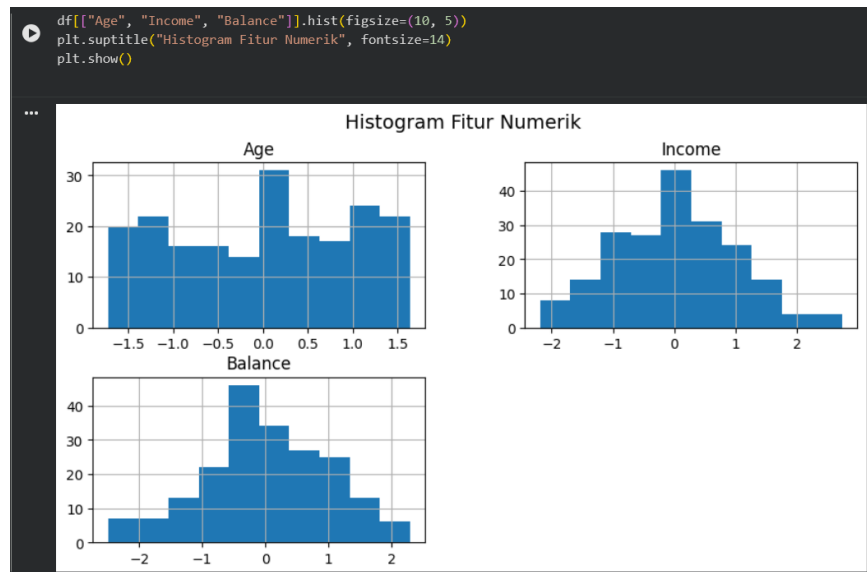 df[["Age", "Income", "Balance"]].hist(figsize=(10, 5))
plt.suptitle("Histogram Fitur Numerik", fontsize=14)
plt.show()
Histogram Fitur Numerik
Age
30
20
10
0
−1.5 −1.0 −0.5 0.0 0.5 1.0 1.5
Income
40
30
20
10
0
−2 −1 0 1 2
Balance
40
30
20
10
0
−2 −1 0 1 2